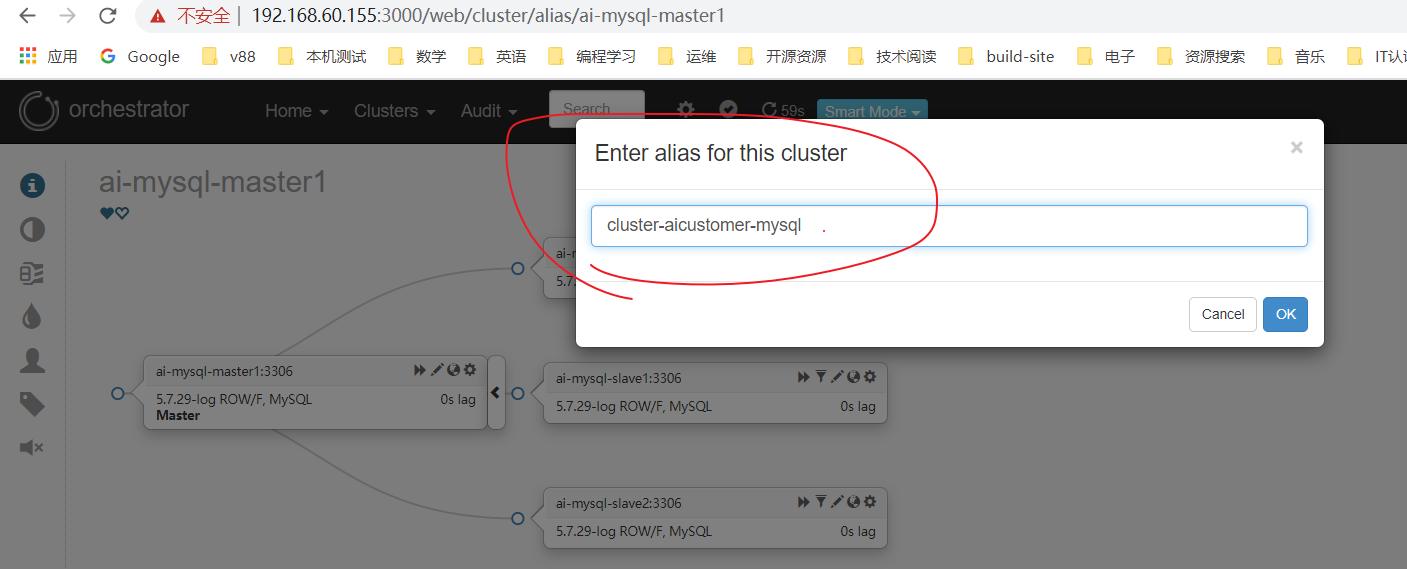 不安全 192.168.60.155:3000/web/cluster/alias/ai-mysql-master1
应用 Google v88 本机测试 数学 英语 编程学习 运维 开源资源 技术阅读 build-site 电子 资源搜索 音乐
orchestrator Home Clusters Audit Search 59s Smart Mode
Enter alias for this cluster
cluster-aicustomer-mysql
Cancel OK
ai-mysql-master1
5.7
ai-mysql-master1:3306
5.7.29-log ROW/F, MySQL 0s lag
Master
ai-mysql-slave1:3306
5.7.29-log ROW/F, MySQL 0s lag
ai-mysql-slave2:3306
5.7.29-log ROW/F, MySQL 0s lag